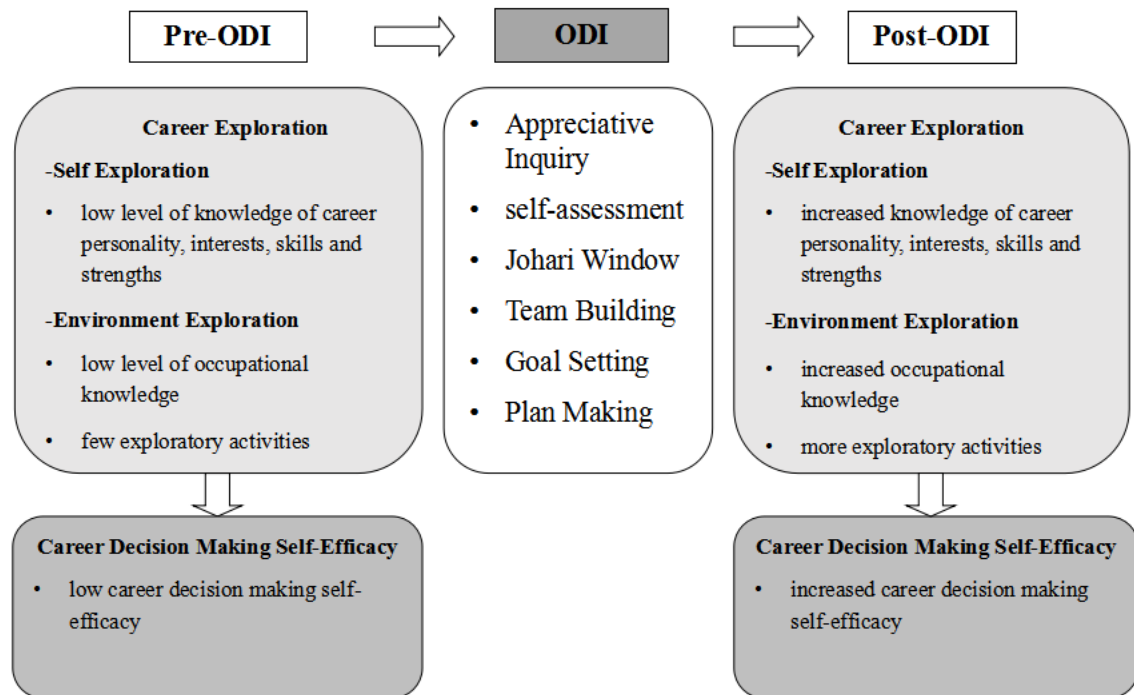 Pre-ODI
ODI
Post-ODI
Career Exploration
-Self Exploration
• low level of knowledge of career
personality, interests, skills and
strengths
-Environment Exploration
• low level of occupational
knowledge
• few exploratory activities
Career Decision Making Self-Efficacy
• low career decision making self-
efficacy
• Appreciative
Inquiry
• self-assessment
• Johari Window
• Team Building
• Goal Setting
• Plan Making
Career Exploration
-Self Exploration
• increased knowledge of career
personality, interests, skills and
strengths
-Environment Exploration
• increased occupational
knowledge
• more exploratory activities
Career Decision Making Self-Efficacy
• increased career decision making
self-efficacy